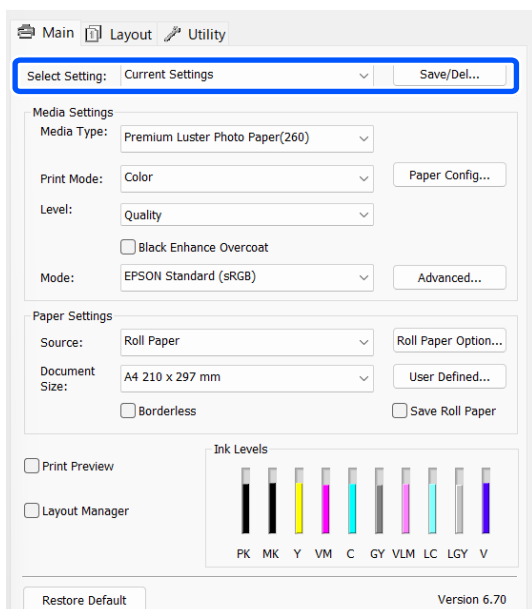 Main Layout Utility
Select Setting: Current Settings Save/Del...
Media Settings
Media Type: Premium Luster Photo Paper(260)
Print Mode: Color Paper Config...
Level: Quality
Black Enhance Overcoat
Mode: EPSON Standard (sRGB) Advanced...
Paper Settings
Source: Roll Paper Roll Paper Option...
Document
Size: A4 210 x 297 mm User Defined...
Borderless Save Roll Paper
Ink Levels
Print Preview
Layout Manager
PK MK Y VM C GY VLM LC LGY V
Restore Default Version 6.70